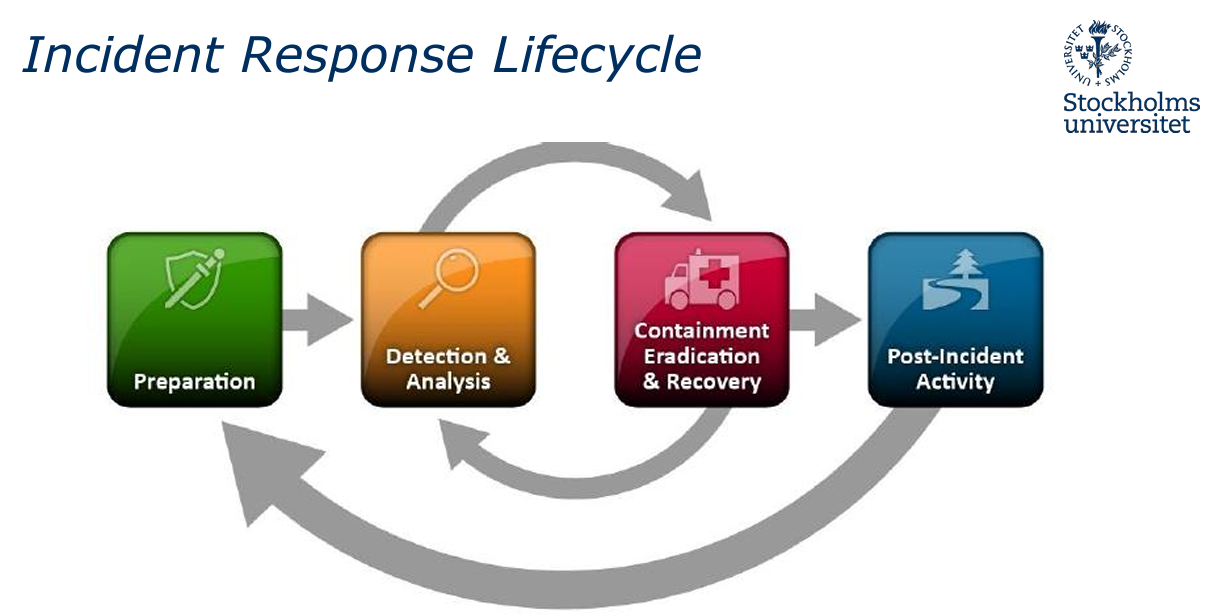 Incident Response Lifecycle
STOCKHOLMS UNIVERSITET
Stockholms
universitet
Preparation
Detection &
Analysis
Containment
Eradication
& Recovery
Post-Incident
Activity